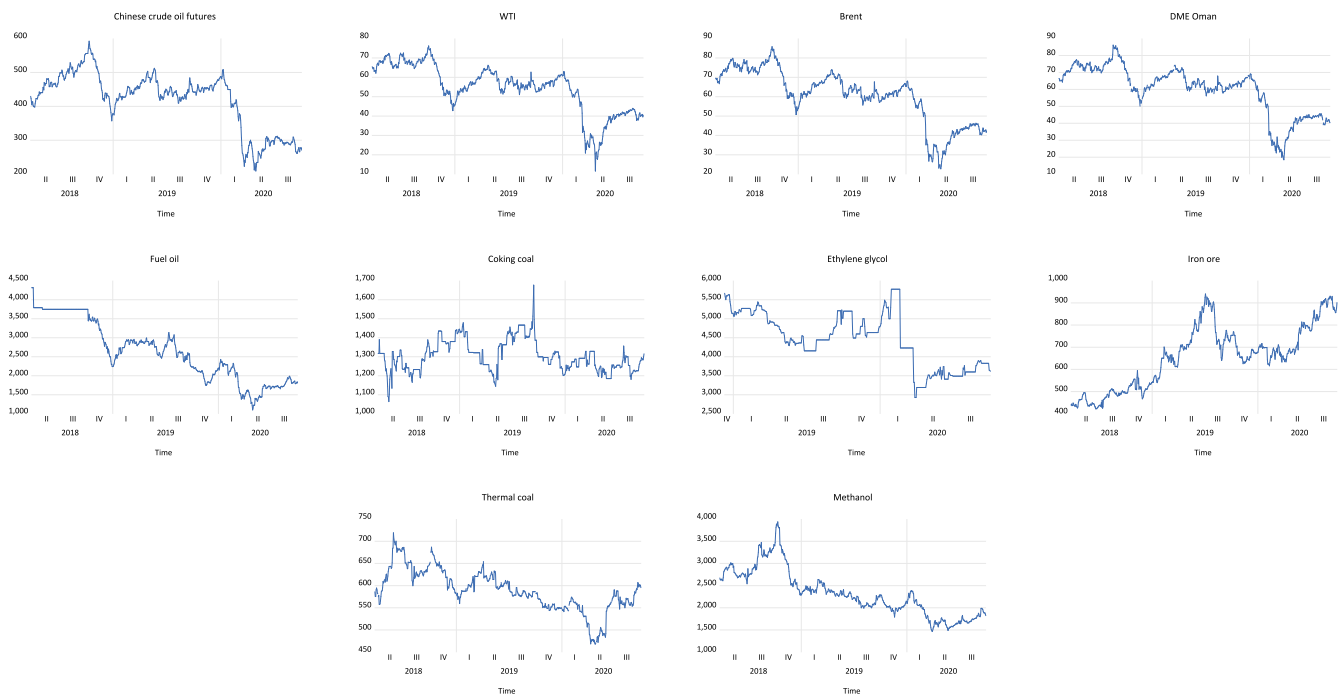 Chinese crude oil futures
600
500
400
300
200
II III IV I II III IV I II III
2018 2019 2020
Time
WTI
80
70
60
50
40
30
20
10
II III IV I II III IV I II III
2018 2019 2020
Time
Brent
90
80
70
60
50
40
30
20
II III IV I II III IV I II III
2018 2019 2020
Time
DME Oman
90
80
70
60
50
40
30
20
10
II III IV I II III IV I II III
2018 2019 2020
Time
Fuel oil
4,500
4,000
3,500
3,000
2,500
2,000
1,500
1,000
II III IV I II III IV I II III
2018 2019 2020
Time
Coking coal
1,700
1,600
1,500
1,400
1,300
1,200
1,100
1,000
II III IV I II III IV I II III
2018 2019 2020
Time
Ethylene glycol
6,000
5,500
5,000
4,500
4,000
3,500
3,000
2,500
IV I II III IV I II III
2019 2020
Time
Iron ore
1,000
900
800
700
600
500
400
II III IV I II III IV I II III
2018 2019 2020
Time
Thermal coal
750
700
650
600
550
500
450
II III IV I II III IV I II III
2018 2019 2020
Time
Methanol
4,000
3,500
3,000
2,500
2,000
1,500
1,000
II III IV I II III IV I II III
2018 2019 2020
Time